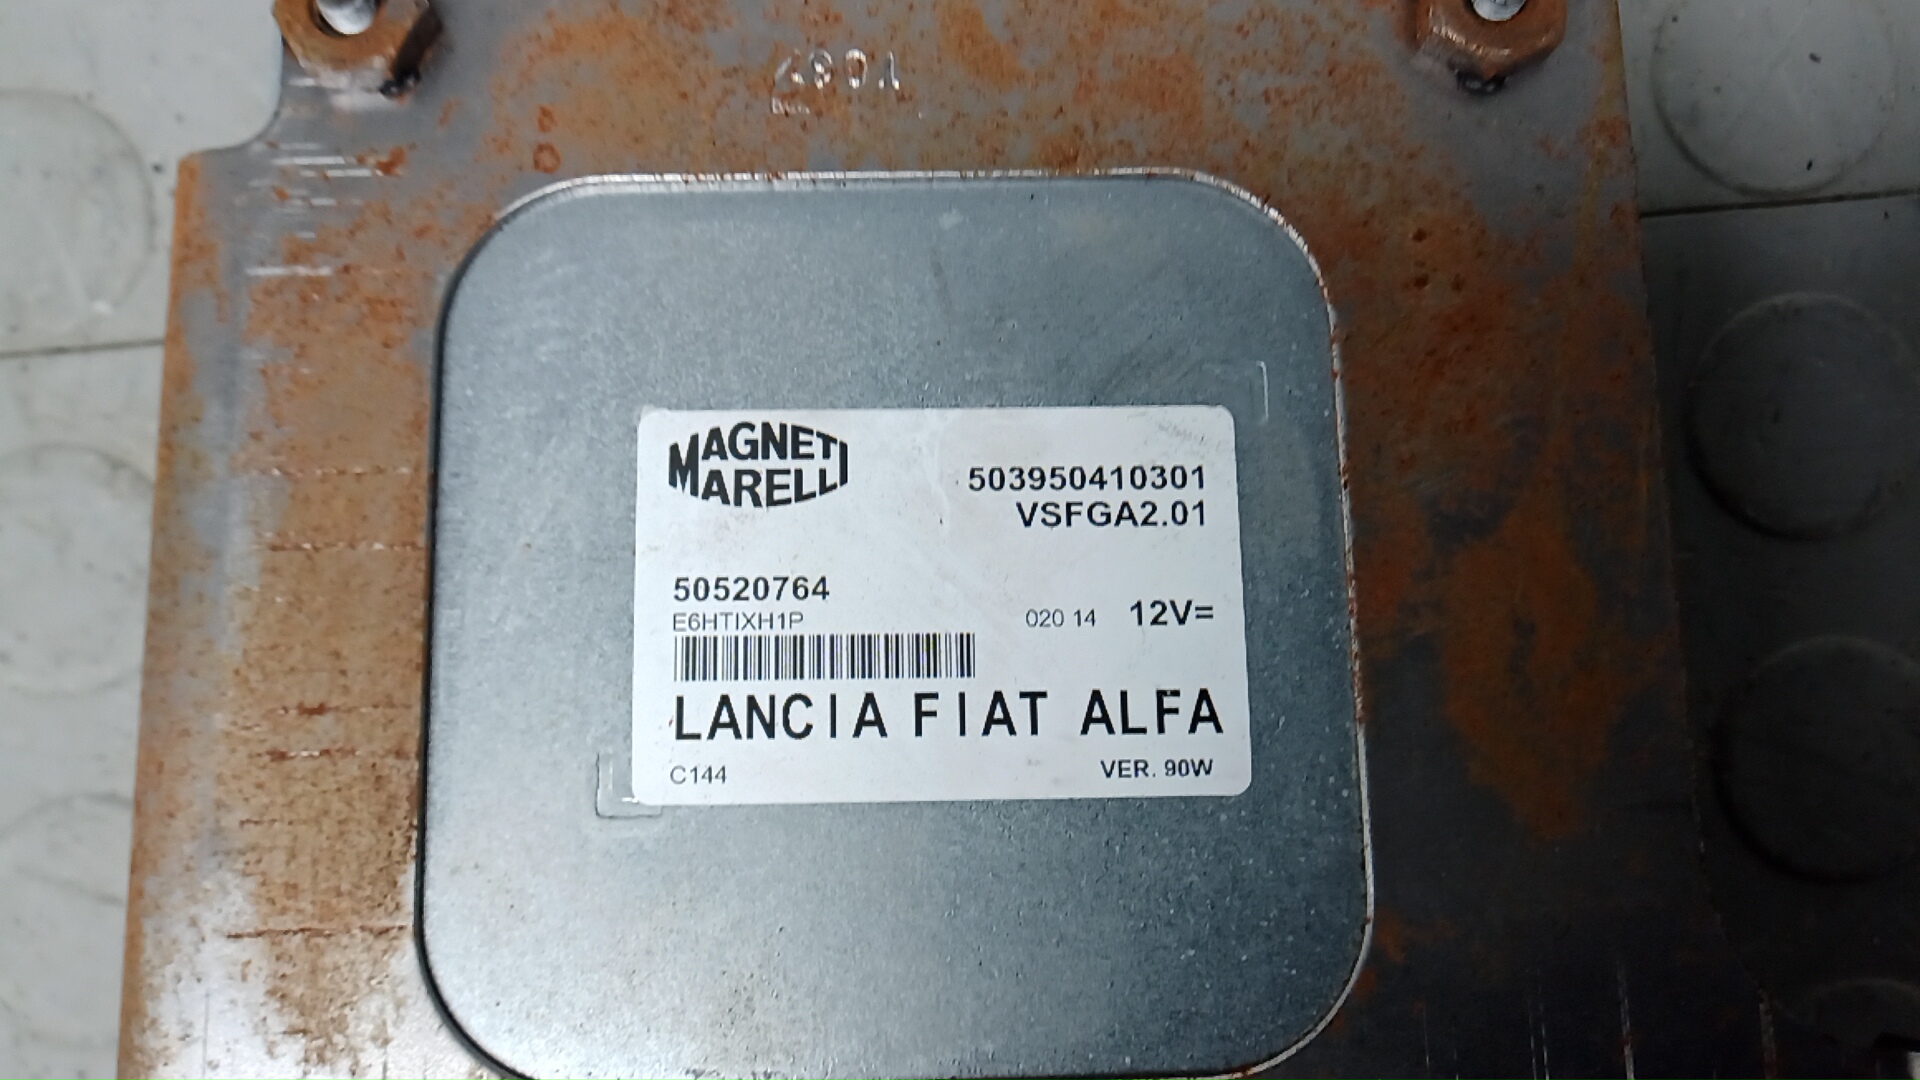 MAGNETI
MARELLI
503950410301
VSFGA2.01
50520764
E6HTIXH1P
020 14 12V=
LANCIA FIAT ALFA
C144
VER. 90W